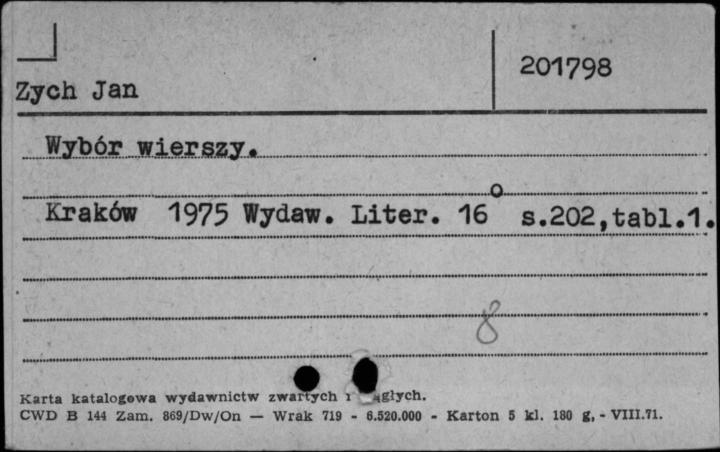 201798
Zych Jan
Wybór wierszy.
Kraków 1975 Wydaw. Liter. 16° s.202,tabl.1.
8
Karta katalogowa wydawnictw zwartych i głych.
CWD B 144 Zam. 869/Dw/On — Wrak 719 - 6.520.000 - Karton 5 kl. 180 g, - VIII.71.